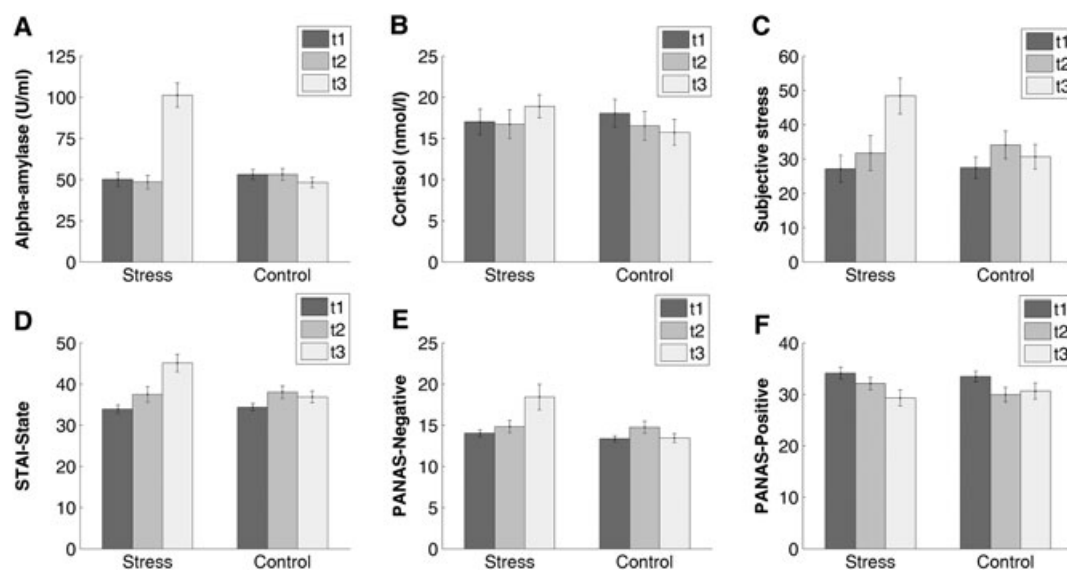 A
Alpha-amylase (U/ml)
125
100
75
50
25
0
Stress
Control
t1
t2
t3
B
Cortisol (nmol/l)
25
20
15
10
5
0
Stress
Control
t1
t2
t3
C
Subjective stress
60
50
40
30
20
10
0
Stress
Control
t1
t2
t3
D
STAI-State
50
40
30
20
10
0
Stress
Control
t1
t2
t3
E
PANAS-Negative
25
20
15
10
5
0
Stress
Control
t1
t2
t3
F
PANAS-Positive
40
30
20
10
0
Stress
Control
t1
t2
t3